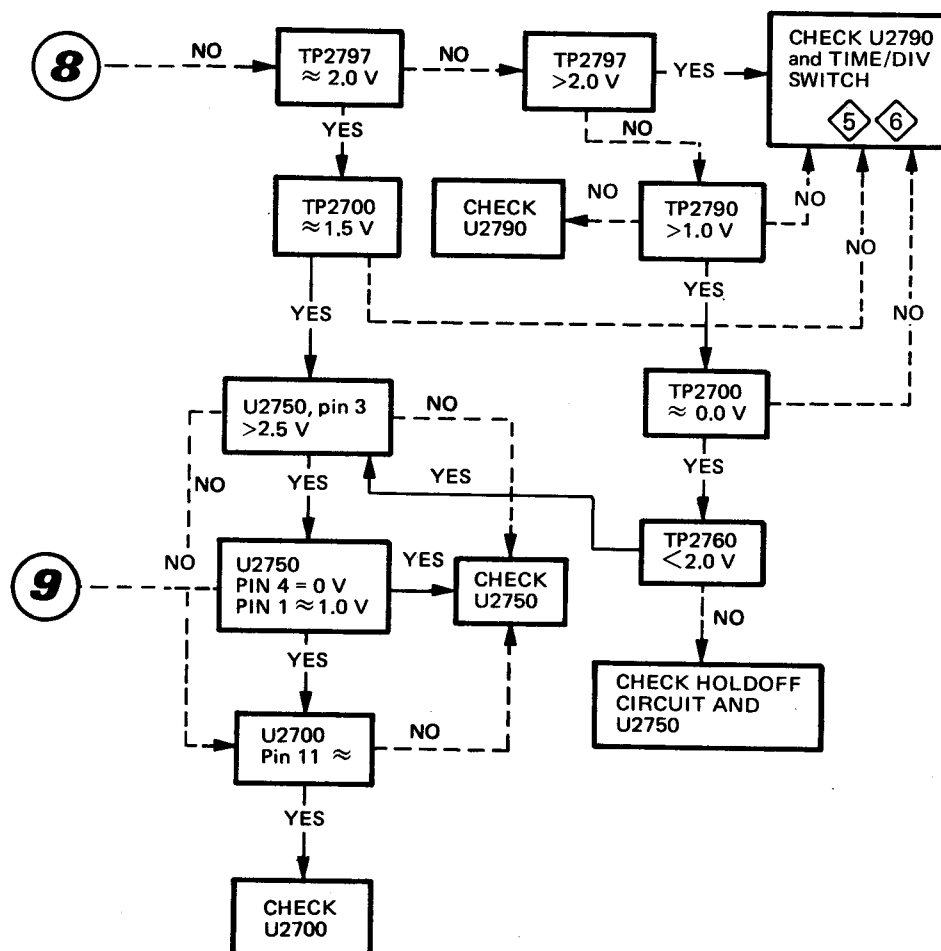 8
NO
TP2797
≈ 2.0 V
NO
TP2797
>2.0 V
YES
CHECK U2790
and TIME/DIV
SWITCH
5 6
YES
NO
TP2700
≈1.5 V
CHECK
U2790
NO
TP2790
>1.0 V
NO
NO
YES
YES
NO
U2750, pin 3
>2.5 V
NO
TP2700
≈ 0.0 V
NO
YES
YES
YES
9
NO
U2750
PIN 4 = 0 V
PIN 1 ≈ 1.0 V
YES
CHECK
U2750
TP2760
<2.0 V
YES
NO
U2700
Pin 11 ≈
NO
CHECK HOLDOFF
CIRCUIT AND
U2750
YES
CHECK
U2700